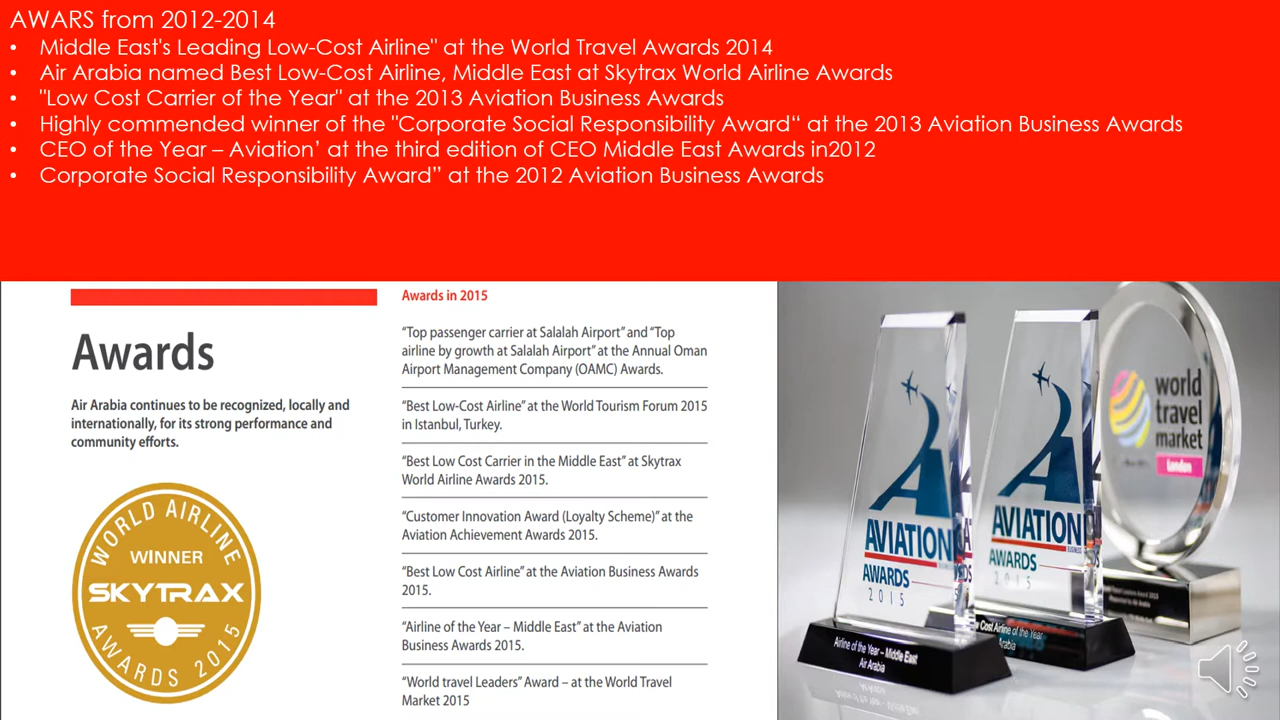 AWARS from 2012-2014
• Middle East's Leading Low-Cost Airline" at the World Travel Awards 2014
• Air Arabia named Best Low-Cost Airline, Middle East at Skytrax World Airline Awards
• "Low Cost Carrier of the Year" at the 2013 Aviation Business Awards
• Highly commended winner of the "Corporate Social Responsibility Award“ at the 2013 Aviation Business Awards
• CEO of the Year – Aviation’ at the third edition of CEO Middle East Awards in2012
• Corporate Social Responsibility Award” at the 2012 Aviation Business Awards
Awards
Air Arabia continues to be recognized, locally and
internationally, for its strong performance and
community efforts.
WORLD AIRLINE
WINNER
SKYTRAX
AWARDS 2015
Awards in 2015
“Top passenger carrier at Salalah Airport” and “Top
airline by growth at Salalah Airport” at the Annual Oman
Airport Management Company (OAMC) Awards.
“Best Low-Cost Airline” at the World Tourism Forum 2015
in Istanbul, Turkey.
“Best Low Cost Carrier in the Middle East” at Skytrax
World Airline Awards 2015.
“Customer Innovation Award (Loyalty Scheme)” at the
Aviation Achievement Awards 2015.
“Best Low Cost Airline” at the Aviation Business Awards
2015.
“Airline of the Year – Middle East” at the Aviation
Business Awards 2015.
“World travel Leaders” Award – at the World Travel
Market 2015
AVIATION
AWARDS
2015
Airline of the Year – Middle East
Air Arabia
AVIATION
BUSINESS
AWARDS
2015
Cost Airline of the Year
Arabia
world
travel
market
London